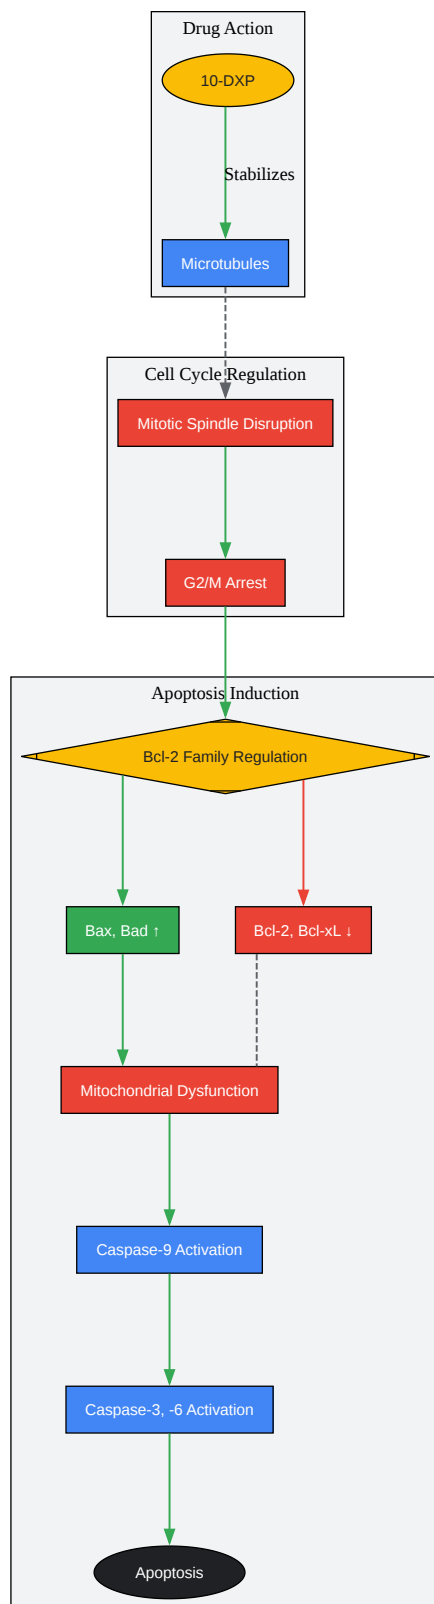 Drug Action
10-DXP
Stabilizes
Microtubules
Cell Cycle Regulation
Mitotic Spindle Disruption
G2/M Arrest
Apoptosis Induction
Bcl-2 Family Regulation
Bax, Bad ↑
Bcl-2, Bcl-xL ↓
Mitochondrial Dysfunction
Caspase-9 Activation
Caspase-3, -6 Activation
Apoptosis